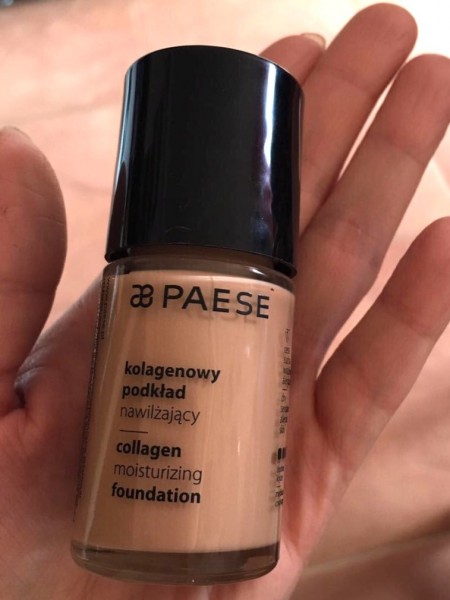 PAESE
kolagenowy
podkład
nawilżający
collagen
moisturizing
foundation